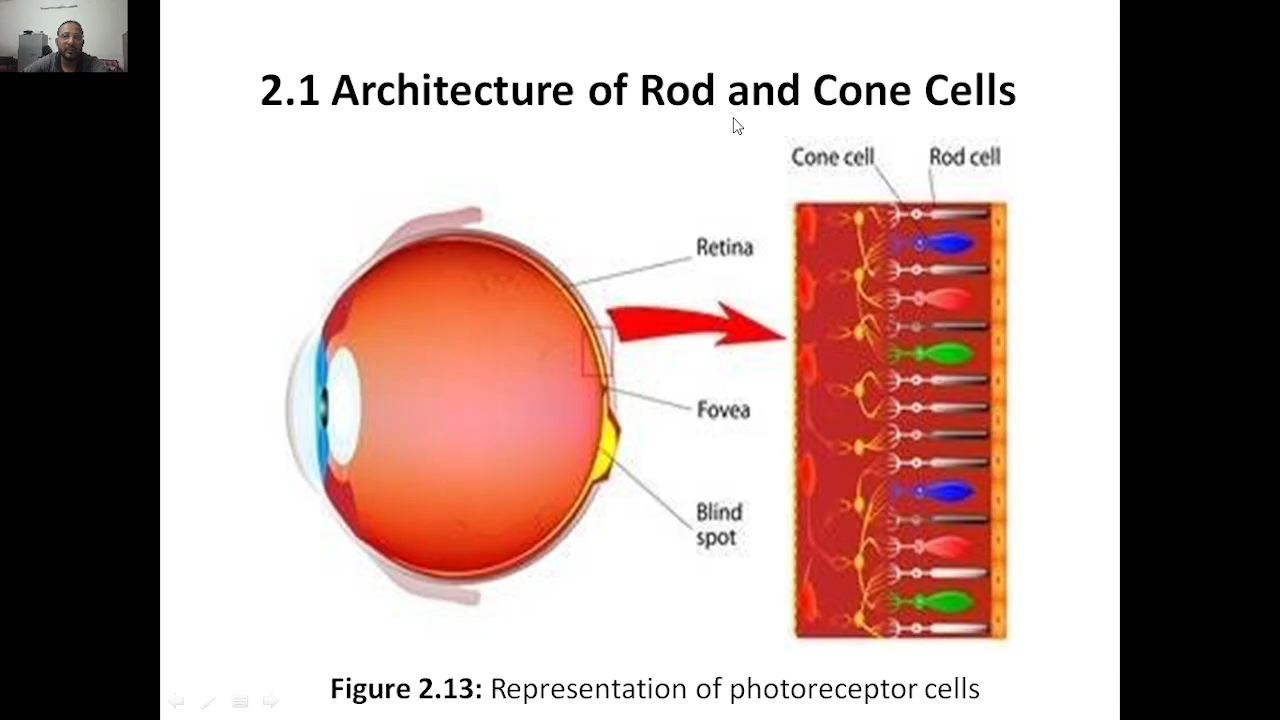 2.1 Architecture of Rod and Cone Cells
Cone cell
Rod cell
Retina
Fovea
Blind
spot
Figure 2.13: Representation of photoreceptor cells